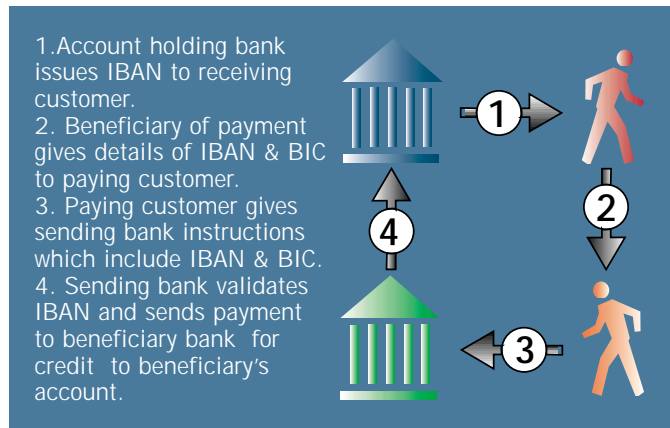 1.Account holding bank
issues IBAN to receiving
customer.
2. Beneficiary of payment
gives details of IBAN & BIC
to paying customer.
3. Paying customer gives
sending bank instructions
which include IBAN & BIC.
4. Sending bank validates
IBAN and sends payment
to beneficiary bank for
credit to beneficiary's
account.
1
2
4
3